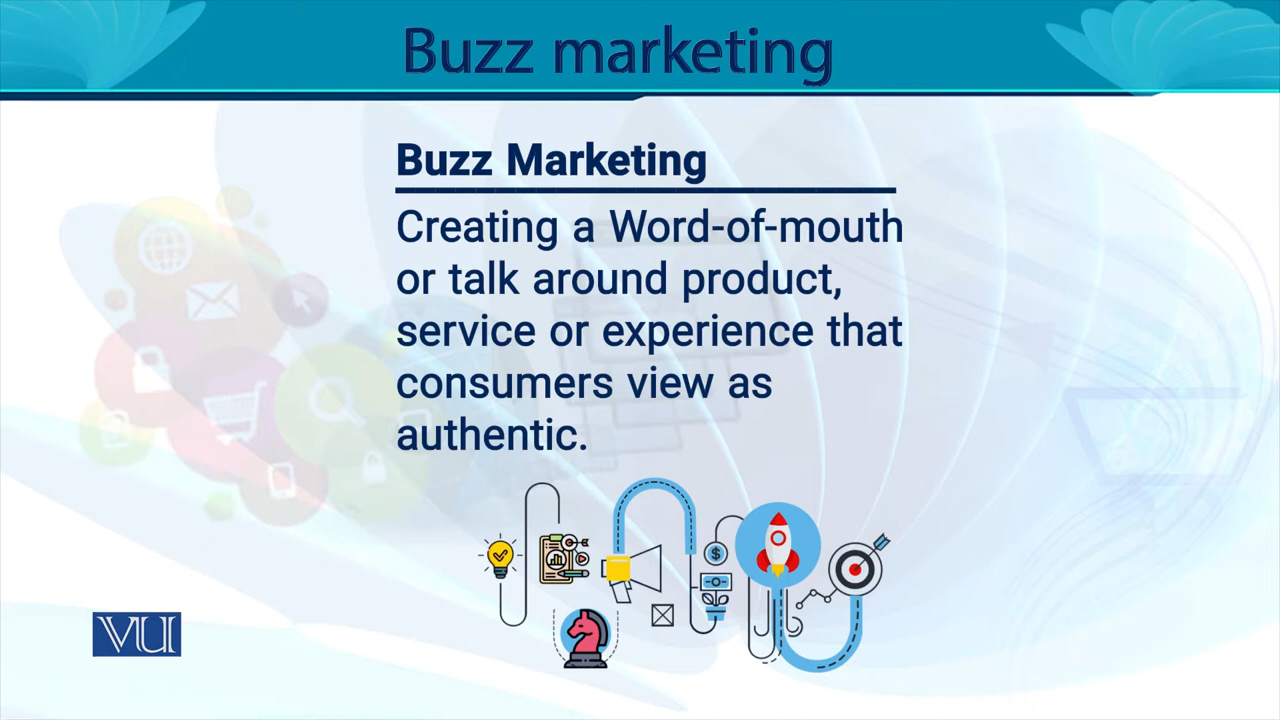 Buzz marketing
Buzz Marketing
Creating a Word-of-mouth
or talk around product,
service or experience that
consumers view as
authentic.
$
VU